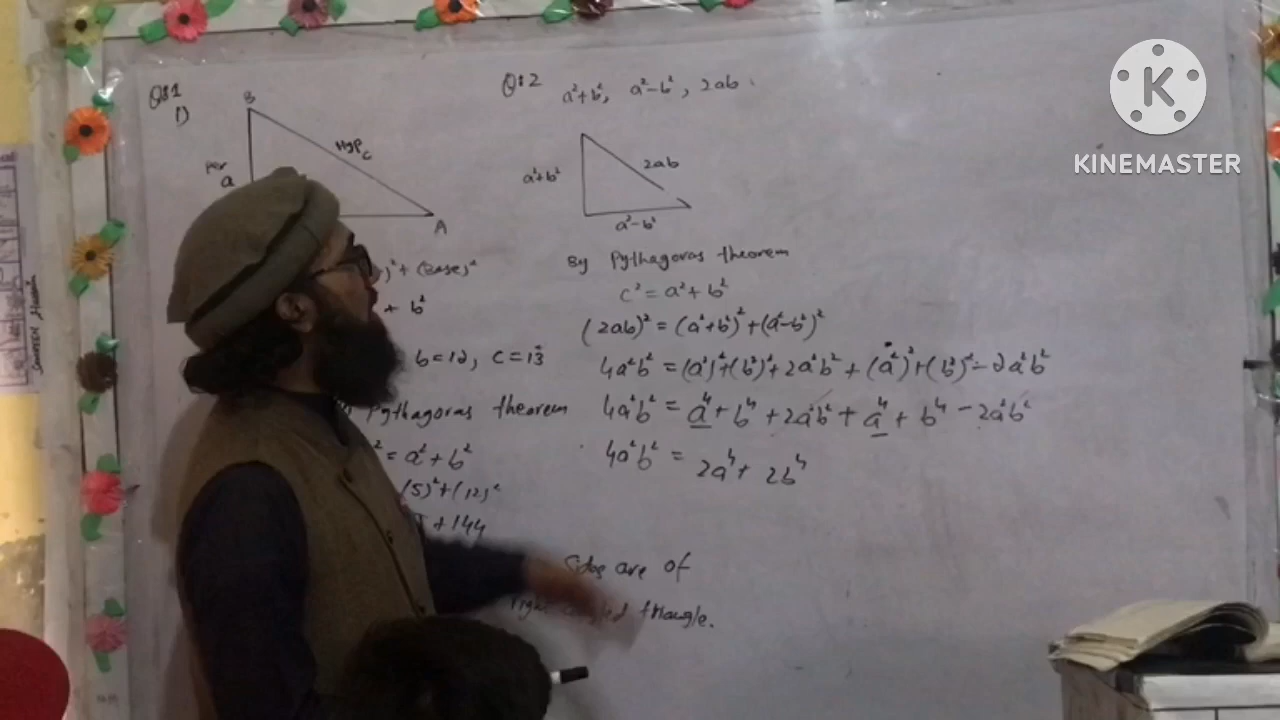 Q:1
1)
B
Hyp c
Per
a
A
)² + (Base)²
+ b²
b=12, c=13
Pythagoras theorem
² = a² + b²
(5)² + (12)²
+ 144
Sides are of
right angled triangle.
Q:2 a²+b², a²-b², 2ab.
a²+b²
2ab
a²-b²
By Pythagoras theorem
c² = a² + b²
(2ab)² = (a²+b²)² + (a²-b²)²
4a²b² = (a²)²+(b²)²+2a²b² + (a²)²+(b²)²-2a²b²
4a²b² = a⁴ + b⁴ + 2a²b² + a⁴ + b⁴ - 2a²b²
4a²b² = 2a⁴ + 2b⁴
K
KINEMASTER